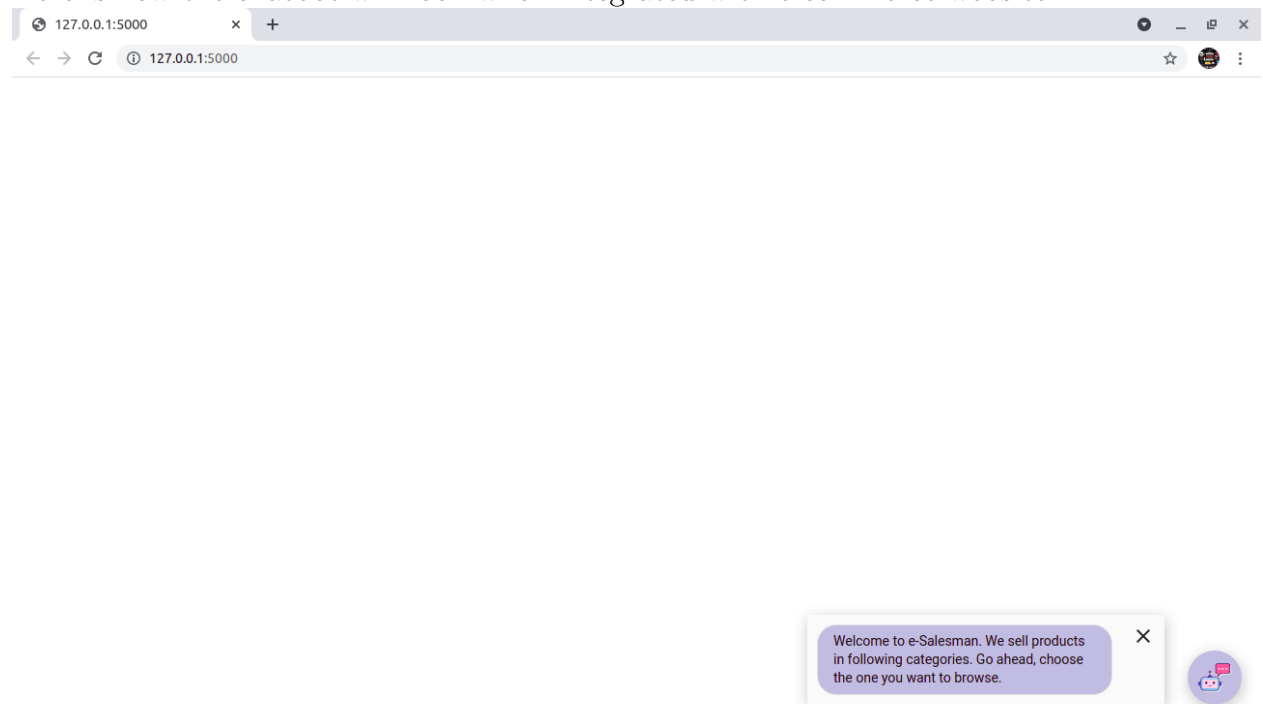 127.0.0.1:5000
127.0.0.1:5000
Welcome to e-Salesman. We sell products
in following categories. Go ahead, choose
the one you want to browse.